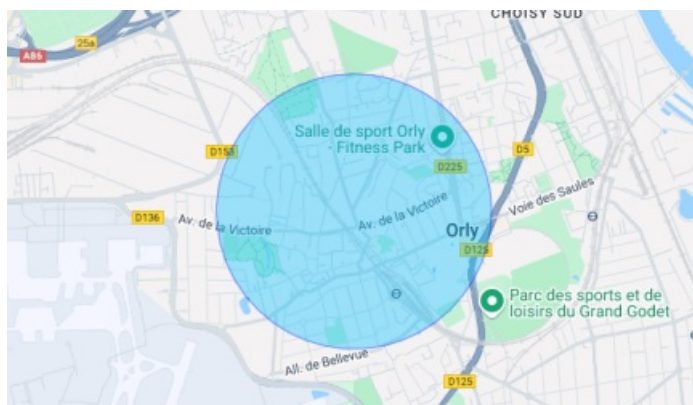 CHOISY SUD
25a
A86
Salle de sport Orly
- Fitness Park
D153
D225
D5
D136
Av. de la Victoire
Av. de la Victoire
Voie des Saules
Orly
D125
Parc des sports et de
loisirs du Grand Godet
All. de Bellevue
D125